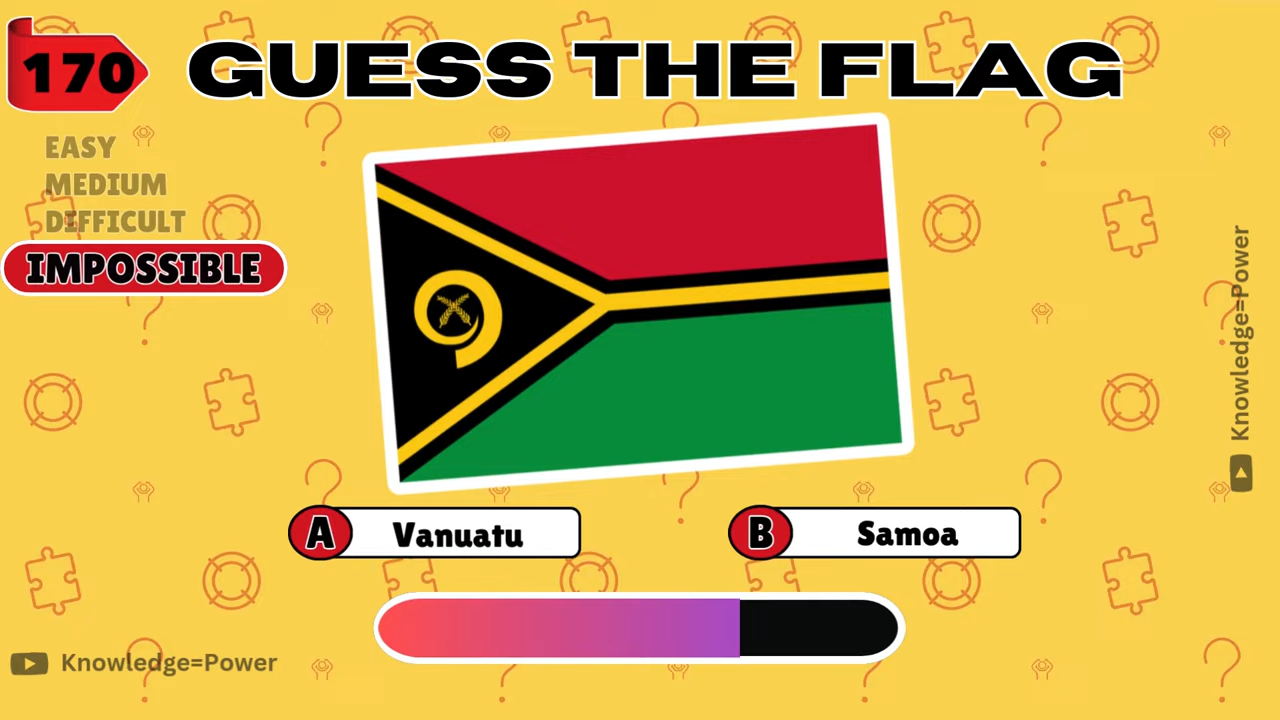 170
GUESS THE FLAG
EASY
MEDIUM
DIFFICULT
IMPOSSIBLE
A Vanuatu
B Samoa
Knowledge=Power
Knowledge=Power